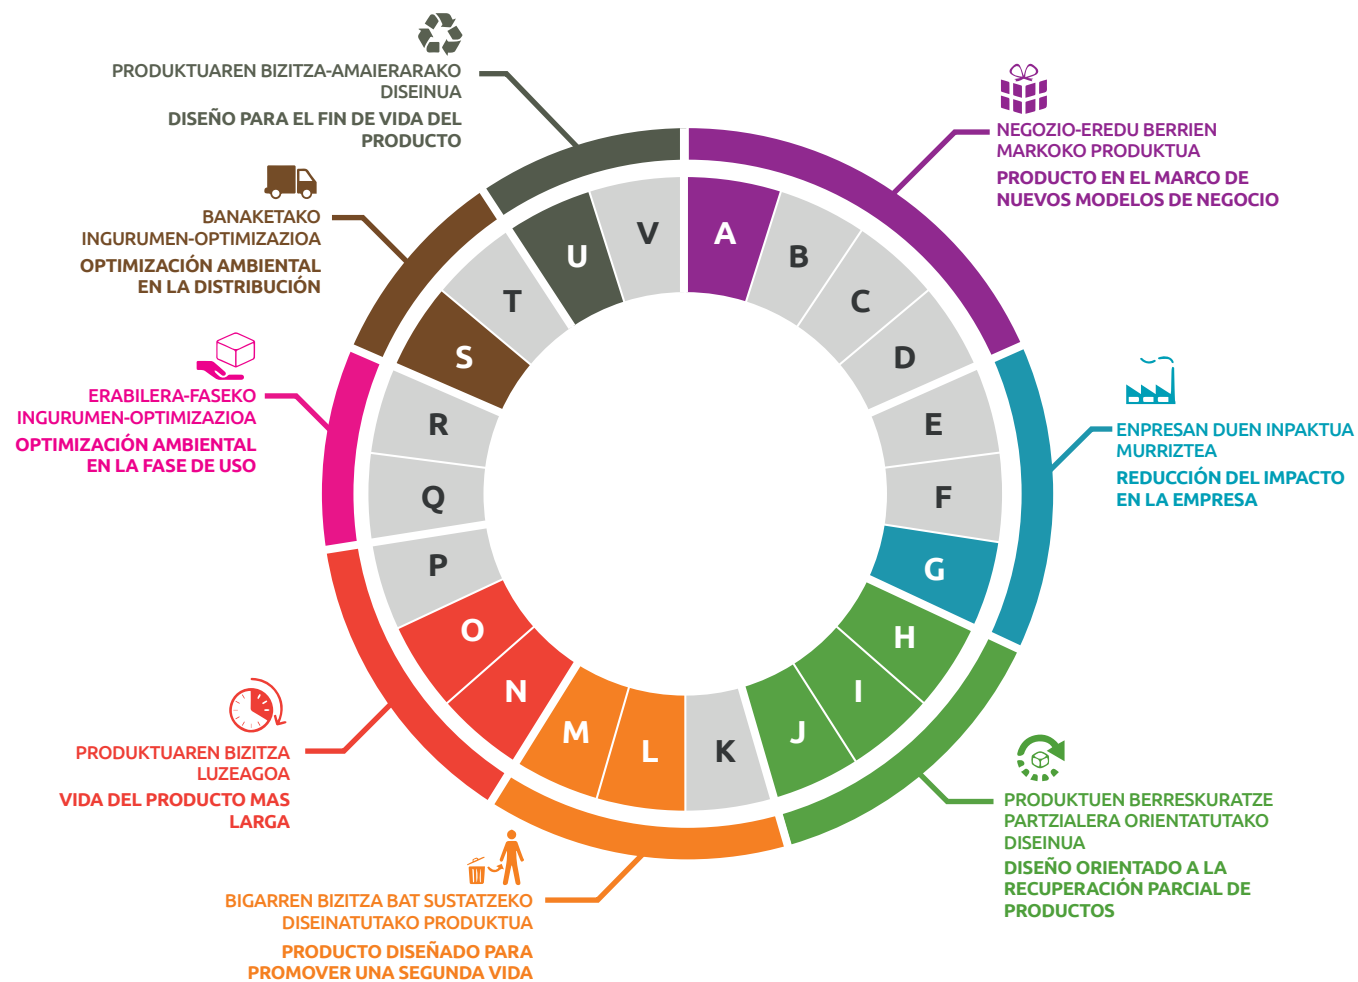 PRODUKTUAREN BIZITZA-AMAIERARAKO
DISEINUA
DISEÑO PARA EL FIN DE VIDA DEL
PRODUCTO
NEGOZIO-EREDU BERRIEN
MARKOKO PRODUKTUA
PRODUCTO EN EL MARCO DE
NUEVOS MODELOS DE NEGOCIO
BANAKETAKO
INGURUMEN-OPTIMIZAZIOA
OPTIMIZACIÓN AMBIENTAL
EN LA DISTRIBUCIÓN
ERABILERA-FASEKO
INGURUMEN-OPTIMIZAZIOA
OPTIMIZACIÓN AMBIENTAL
EN LA FASE DE USO
ENPRESAN DUEN INPAKTUA
MURRIZTEA
REDUCCIÓN DEL IMPACTO
EN LA EMPRESA
PRODUKTUAREN BIZITZA
LUZEAGOA
VIDA DEL PRODUCTO MAS
LARGA
PRODUKTUEN BERRESKURATZE
PARTZIALERA ORIENTATUTAKO
DISEINUA
DISEÑO ORIENTADO A LA
RECUPERACIÓN PARCIAL DE
PRODUCTOS
BIGARREN BIZITZA BAT SUSTATZEKO
DISEINATUTAKO PRODUKTUA
PRODUCTO DISEÑADO PARA
PROMOVER UNA SEGUNDA VIDA
A
B
C
D
E
F
G
H
I
J
K
L
M
N
O
P
Q
R
S
T
U
V